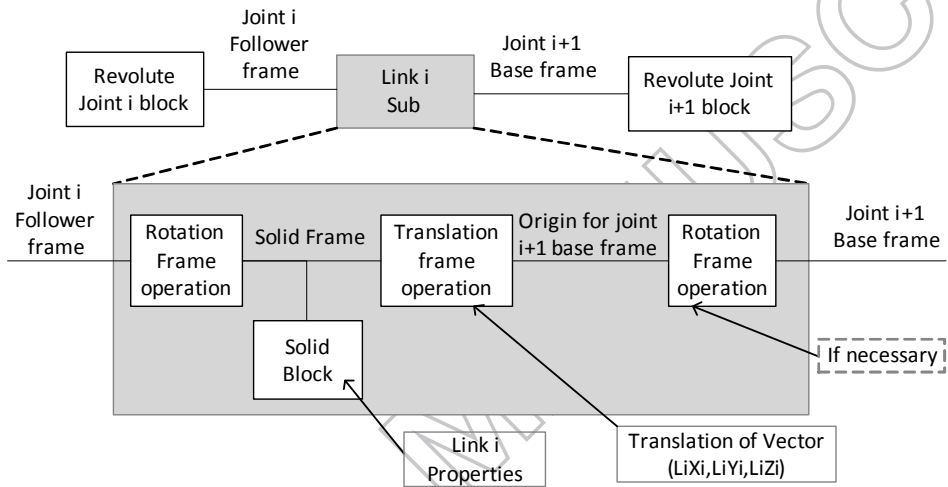 Joint i
Follower
frame
Joint i+1
Base frame
Revolute
Joint i block
Link i
Sub
Revolute Joint
i+1 block
Joint i
Follower
frame
Rotation
Frame
operation
Solid Frame
Translation
frame
operation
Origin for joint
i+1 base frame
Rotation
Frame
operation
Joint i+1
Base frame
Solid
Block
If necessary
Link i
Properties
Translation of Vector
(LiXi,LiYi,LiZi)